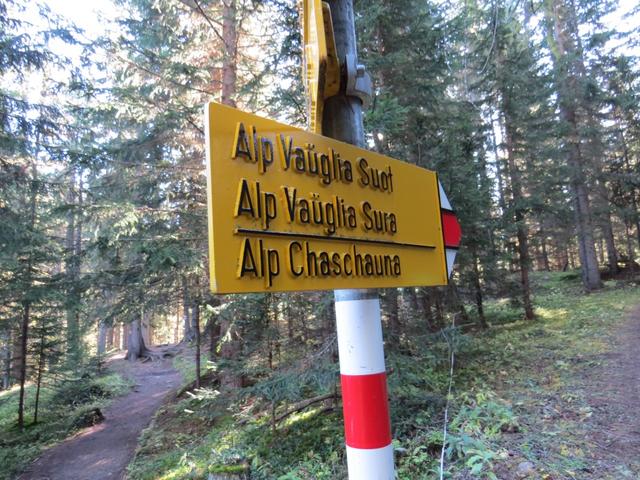 Alp Vaüglia Suot
Alp Vaüglia Sura
Alp Chaschauna